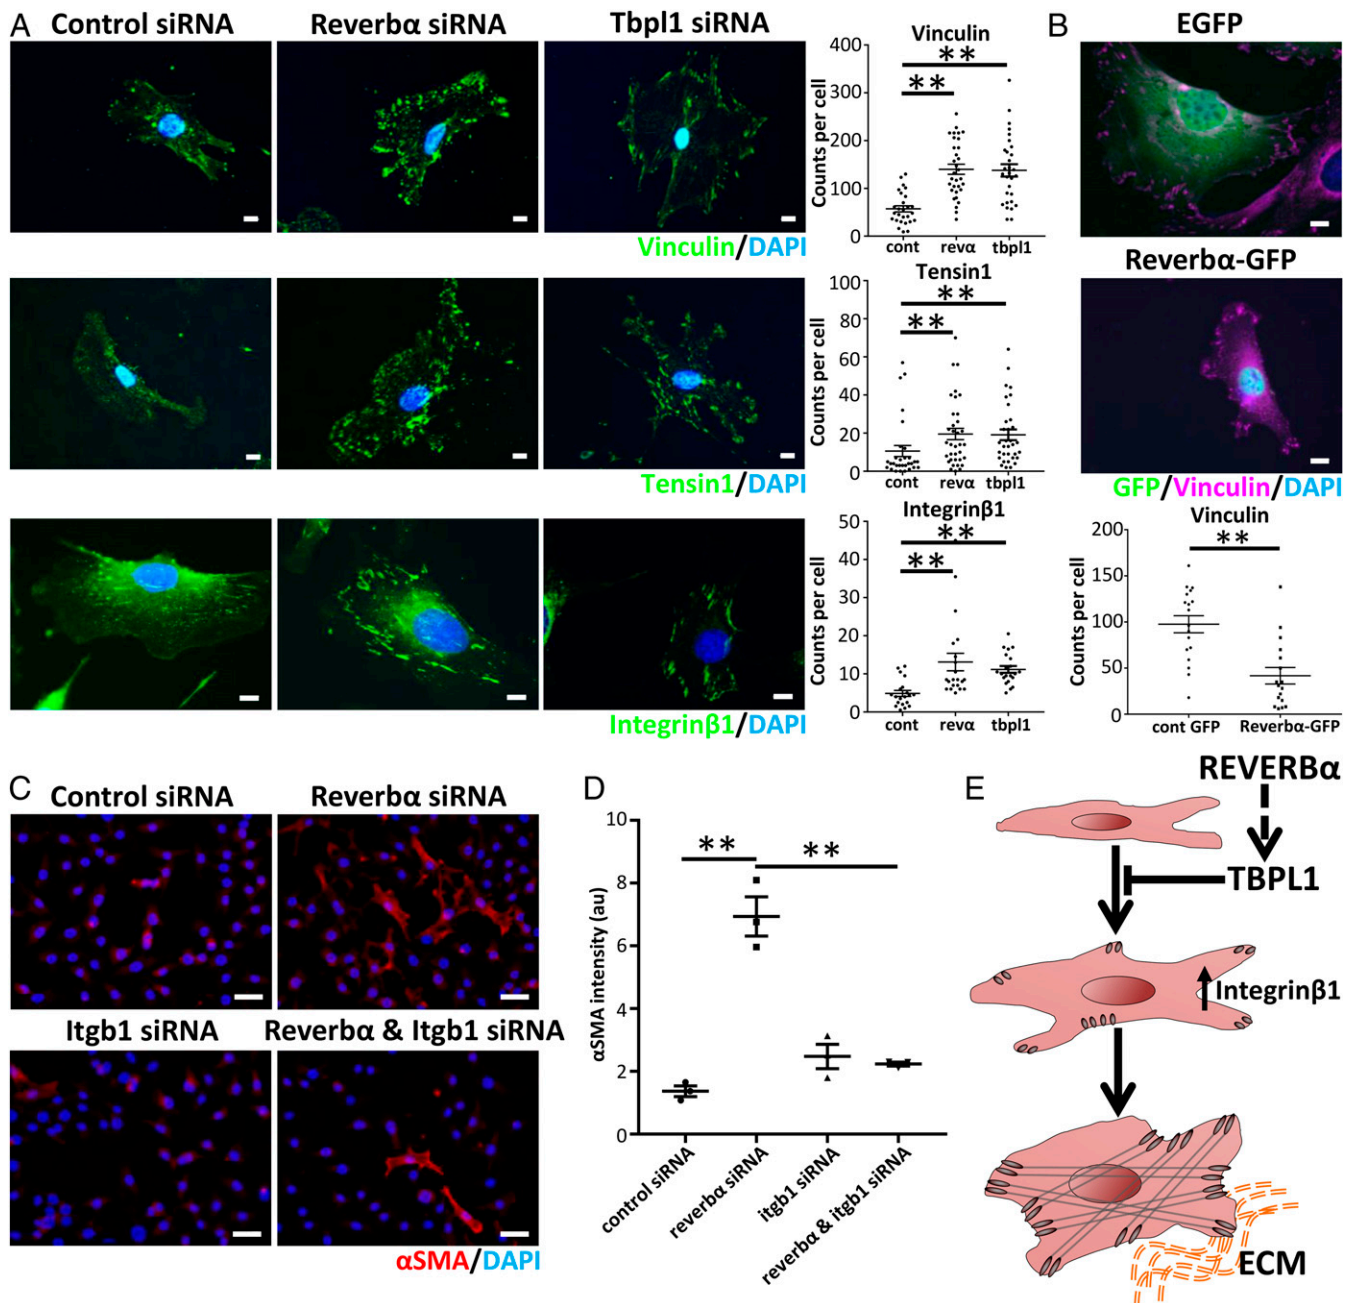 A
Control siRNA
Reverbα siRNA
Tbpl1 siRNA
Vinculin/DAPI
Tensin1/DAPI
Integrinβ1/DAPI
Vinculin
**
**
Counts per cell
400
300
200
100
0
cont revα tbpl1
Tensin1
**
**
Counts per cell
100
80
60
40
20
0
cont revα tbpl1
Integrinβ1
**
**
Counts per cell
50
40
30
20
10
0
cont revα tbpl1
B
EGFP
Reverbα-GFP
GFP/Vinculin/DAPI
Vinculin
**
Counts per cell
200
150
100
50
0
cont GFP Reverbα-GFP
C
Control siRNA
Reverbα siRNA
Itgb1 siRNA
Reverbα & Itgb1 siRNA
αSMA/DAPI
D
αSMA intensity (au)
10
8
6
4
2
0
**
**
control siRNA
reverbα siRNA
itgb1 siRNA
reverbα & itgb1 siRNA
E
REVERBα
TBPL1
Integrinβ1
ECM